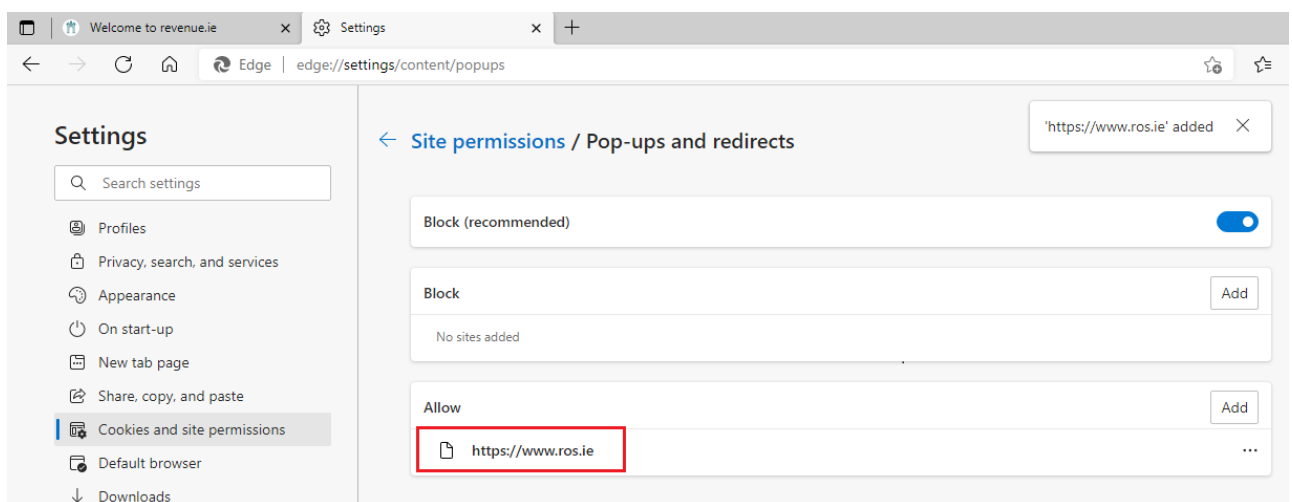 Welcome to revenue.ie
Settings
Edge | edge://settings/content/popups
Settings
Search settings
Profiles
Privacy, search, and services
Appearance
On start-up
New tab page
Share, copy, and paste
Cookies and site permissions
Default browser
Downloads
Site permissions / Pop-ups and redirects
'https://www.ros.ie' added
Block (recommended)
Block
Add
No sites added
Allow
Add
https://www.ros.ie